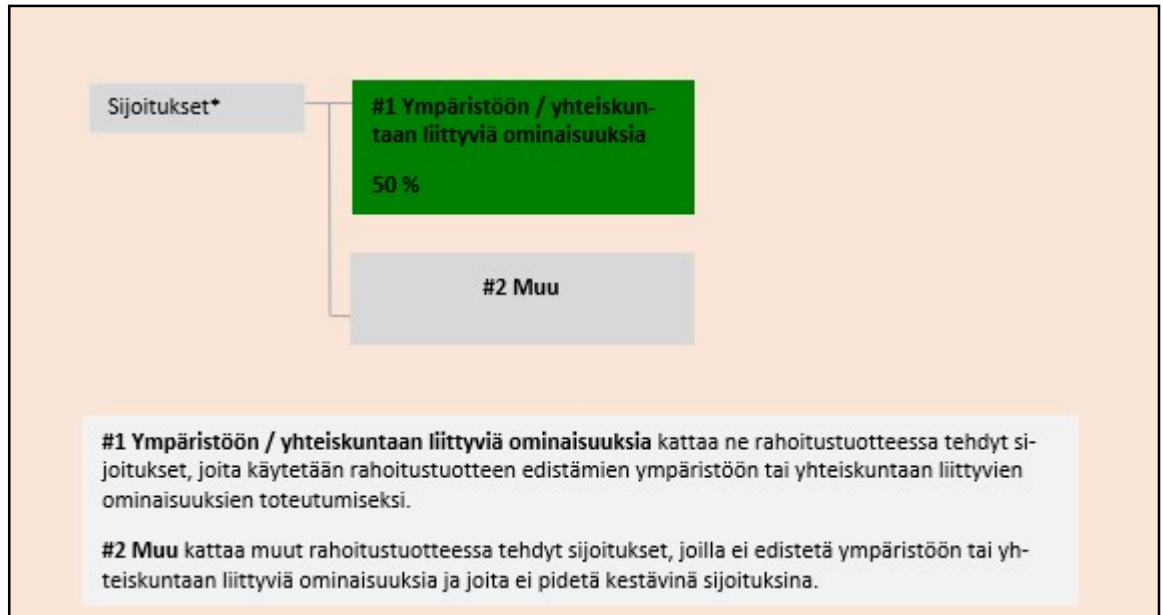 Sijoitukset*
#1 Ympäristöön / yhteiskun-
taan liittyviä ominaisuuksia
50 %
#2 Muu
#1 Ympäristöön / yhteiskuntaan liittyviä ominaisuuksia kattaa ne rahoitustuotteessa tehdyt si-
joitukset, joita käytetään rahoitustuotteen edistämien ympäristöön tai yhteiskuntaan liittyvien
ominaisuuksien toteutumiseksi.
#2 Muu kattaa muut rahoitustuotteessa tehdyt sijoitukset, joilla ei edistetä ympäristöön tai yh-
teiskuntaan liittyviä ominaisuuksia ja joita ei pidetä kestävinä sijoituksina.